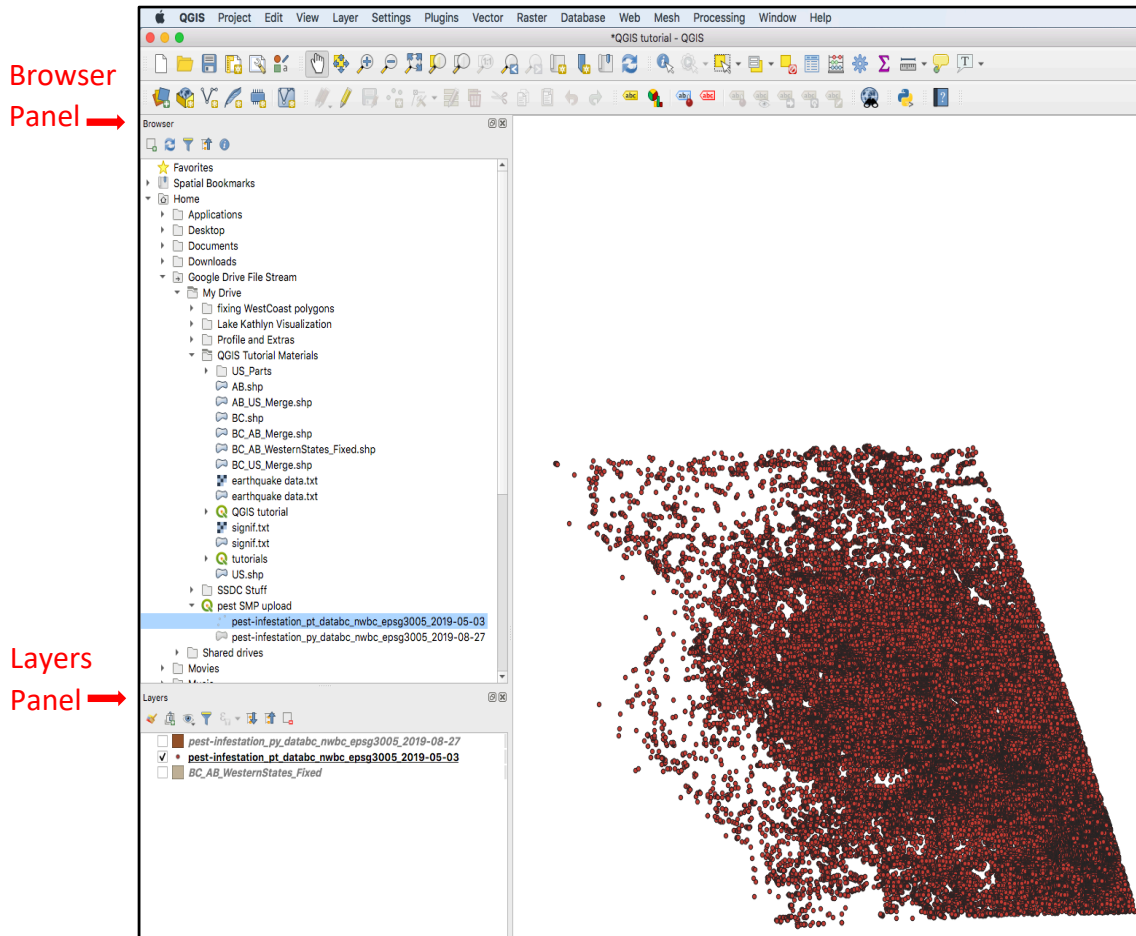 QGIS Project Edit View Layer Settings Plugins Vector Raster Database Web Mesh Processing Window Help
*QGIS tutorial - QGIS
Browser
Panel
Browser
Favorites
Spatial Bookmarks
Home
Applications
Desktop
Documents
Downloads
Google Drive File Stream
My Drive
fixing WestCoast polygons
Lake Kathlyn Visualization
Profile and Extras
QGIS Tutorial Materials
US_Parts
AB.shp
AB_US_Merge.shp
BC.shp
BC_AB_Merge.shp
BC_AB_WesternStates_Fixed.shp
BC_US_Merge.shp
earthquake data.txt
earthquake data.txt
QGIS tutorial
signif.txt
signif.txt
tutorials
US.shp
SSDC Stuff
pest SMP upload
pest-infestation_pt_databc_nwbc_epsg3005_2019-05-03
pest-infestation_py_databc_nwbc_epsg3005_2019-08-27
Shared drives
Movies
Layers
Panel
Layers
pest-infestation_py_databc_nwbc_epsg3005_2019-08-27
pest-infestation_pt_databc_nwbc_epsg3005_2019-05-03
BC_AB_WesternStates_Fixed